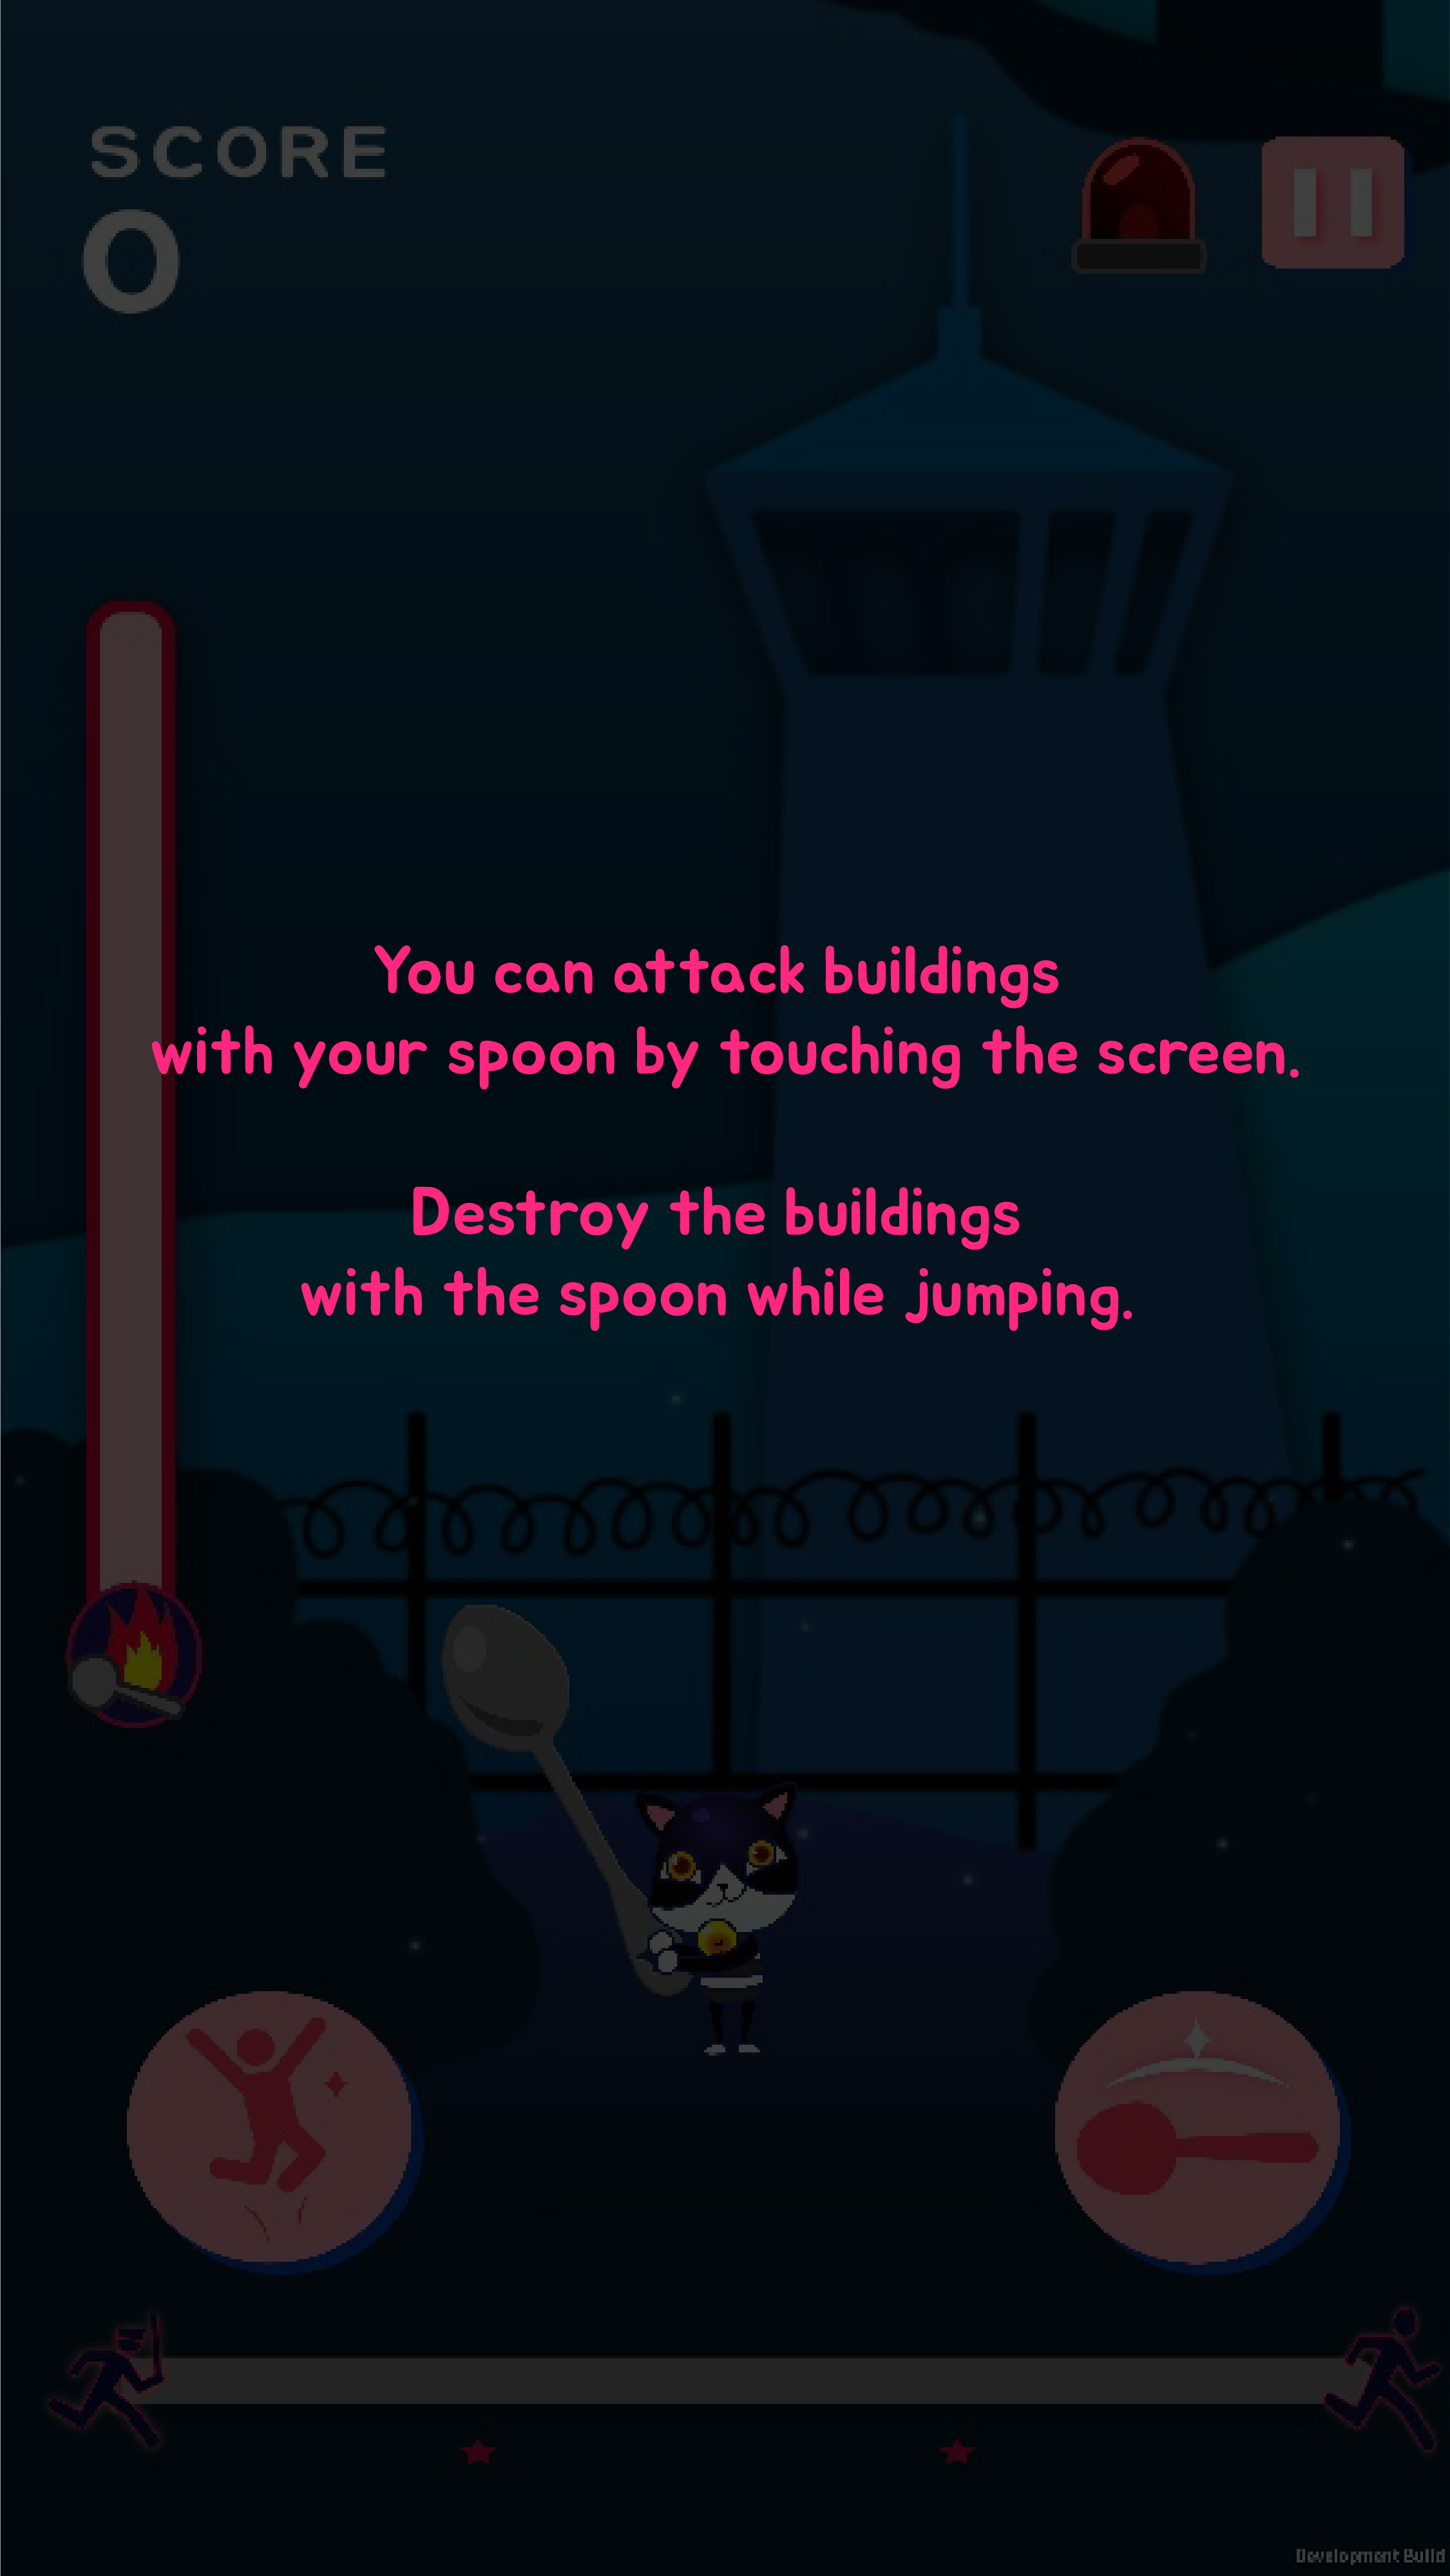 SCORE
0
You can attack buildings
with your spoon by touching the screen.
Destroy the buildings
with the spoon while jumping.
Development Build